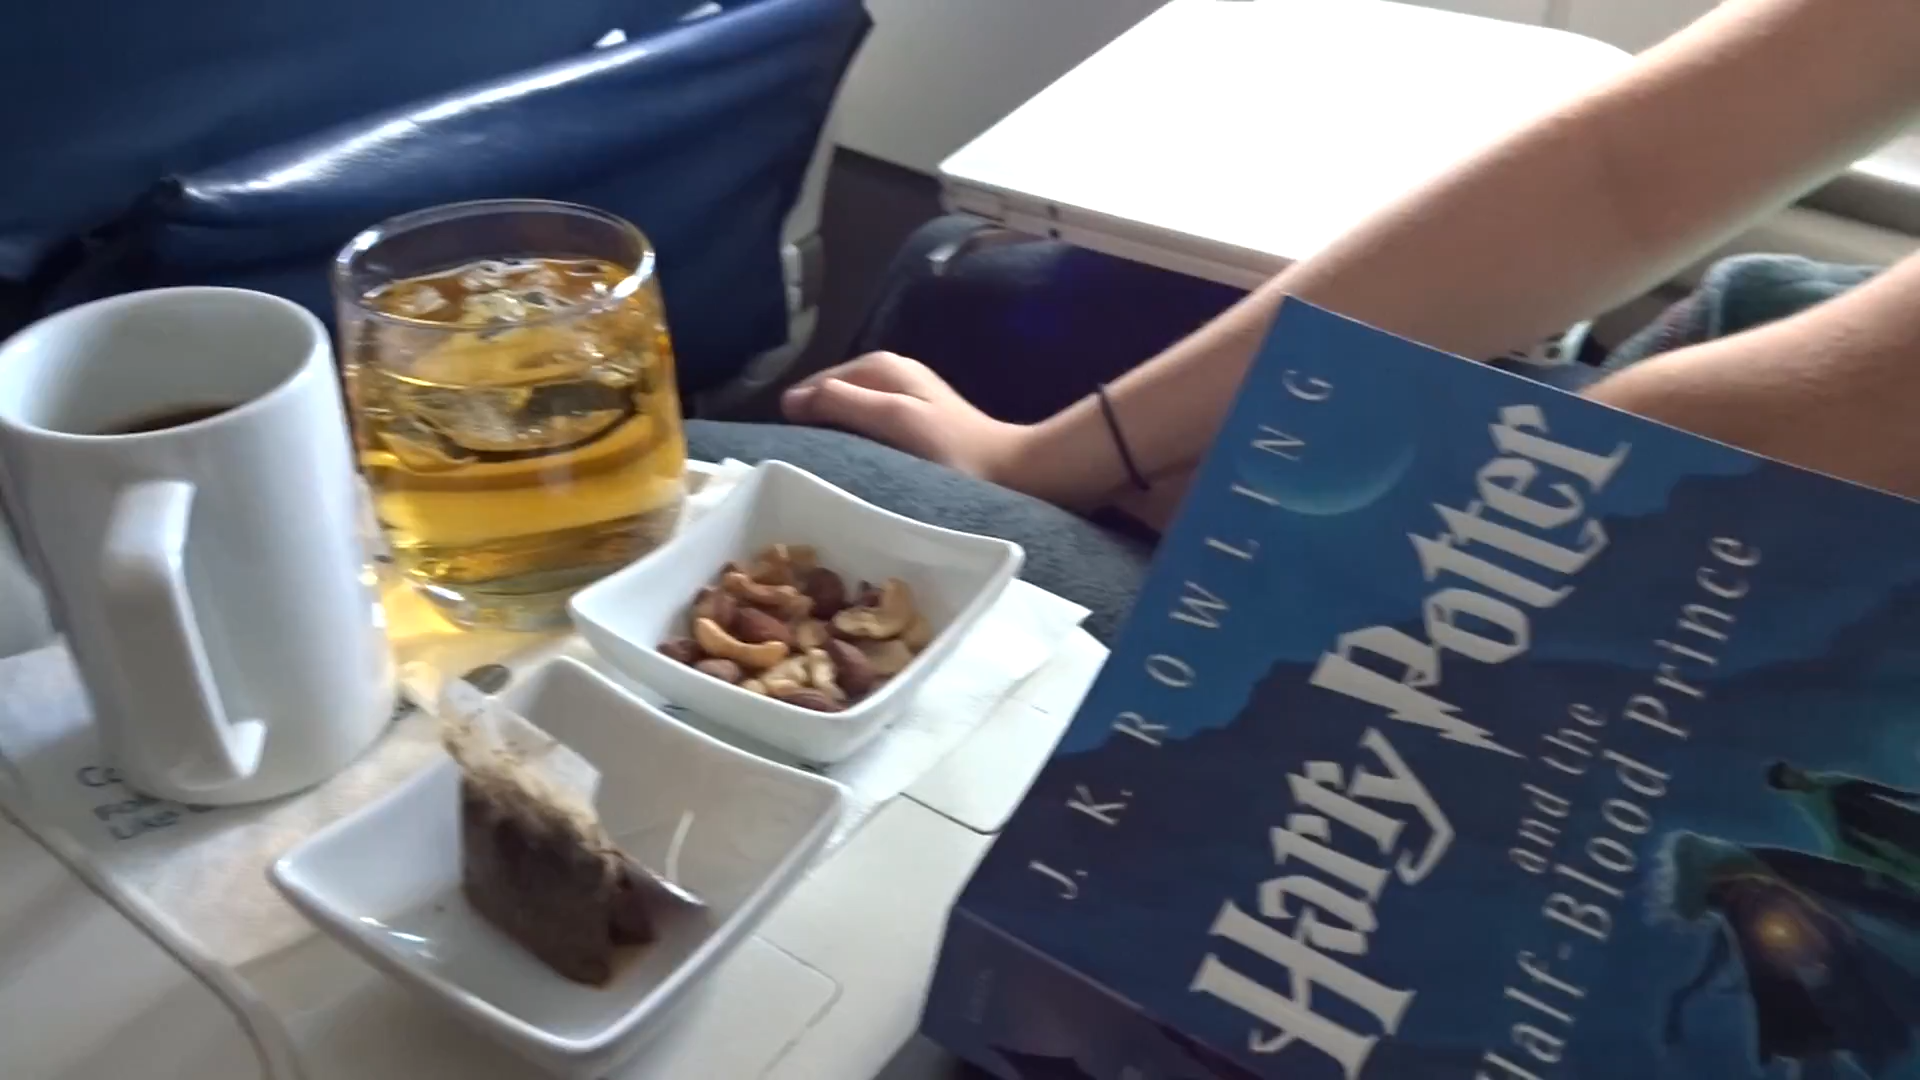 J. K. ROWLING
Harry Potter
and the
Half-Blood Prince